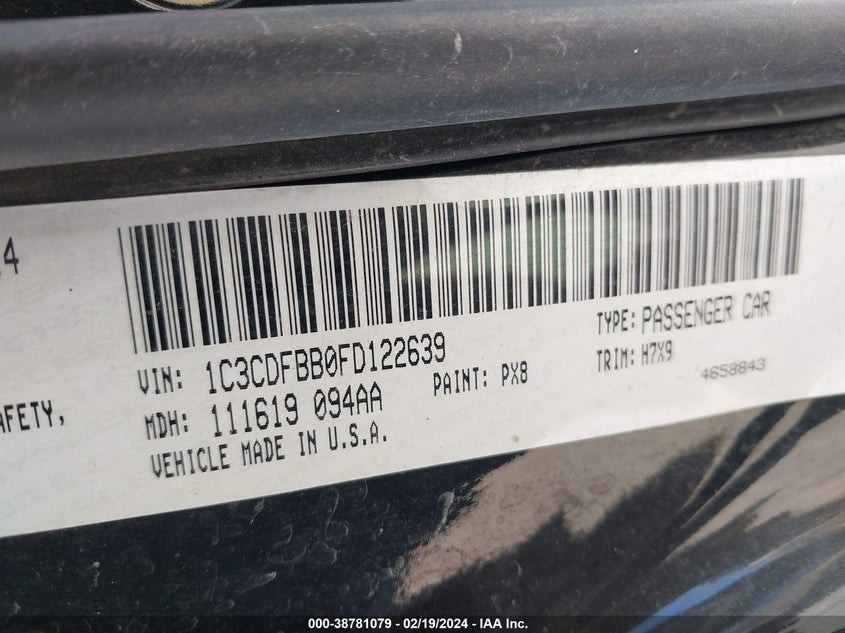 4
AFETY,
VIN: 1C3CDFBB0FD122639
MDH: 111619 094AA
VEHICLE MADE IN U.S.A.
PAINT: PX8
TYPE: PASSENGER CAR
TRIM: H7X9
4658843
000-38781079 - 02/19/2024 - IAA Inc.